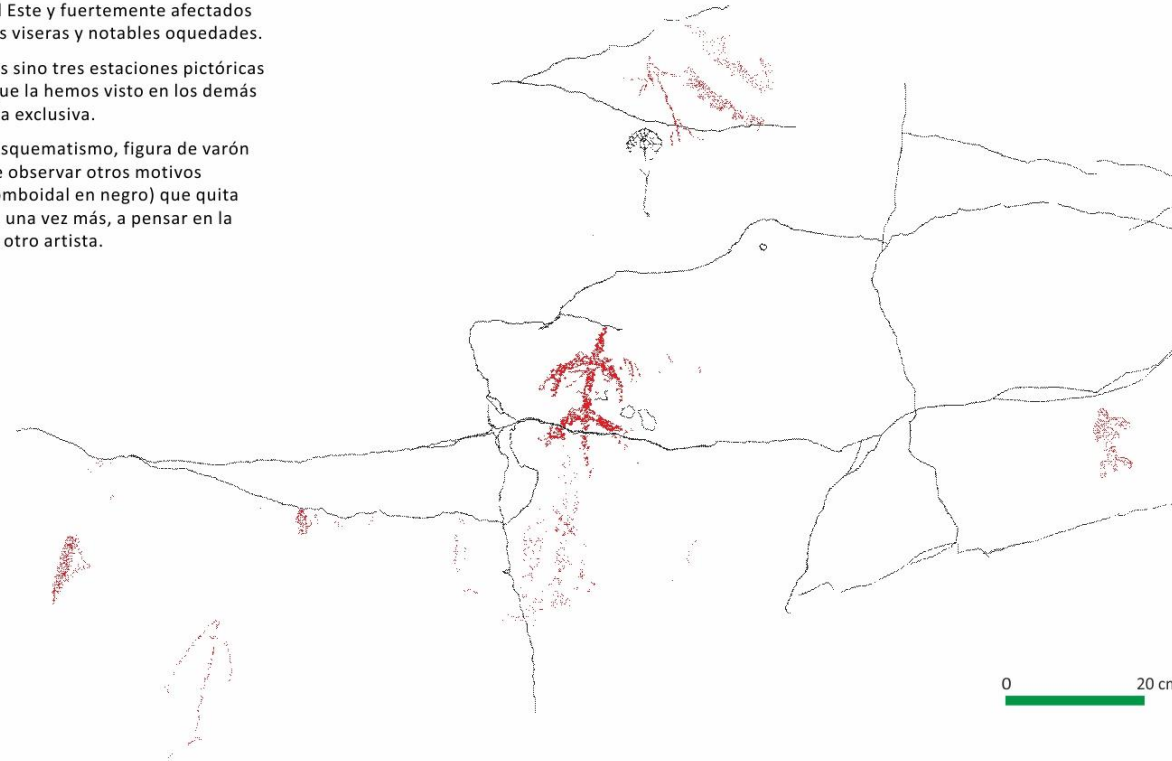 Este y fuertemente afectados
viseras y notables oquedades.
sino tres estaciones pictóricas
que la hemos visto en los demás
exclusiva.
esquematismo, figura de varón
observar otros motivos
omboidal en negro) que quita
una vez más, a pensar en la
otro artista.
0 20 cm